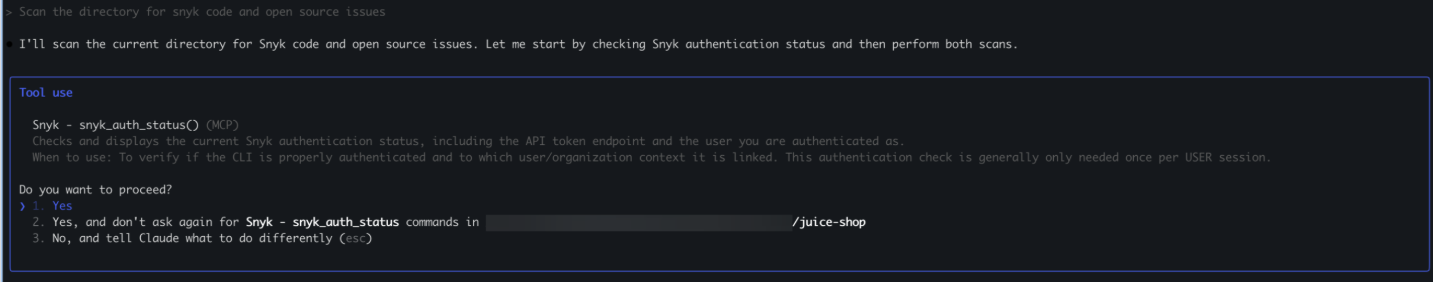 > Scan the directory for snyk code and open source issues
● I'll scan the current directory for Snyk code and open source issues. Let me start by checking Snyk authentication status and then perform both scans.
Tool use
Snyk - snyk_auth_status() (MCP)
Checks and displays the current Snyk authentication status, including the API token endpoint and the user you are authenticated as.
When to use: To verify if the CLI is properly authenticated and to which user/organization context it is linked. This authentication check is generally only needed once per USER session.
Do you want to proceed?
❯ 1. Yes
2. Yes, and don't ask again for Snyk - snyk_auth_status commands in /juice-shop
3. No, and tell Claude what to do differently (esc)